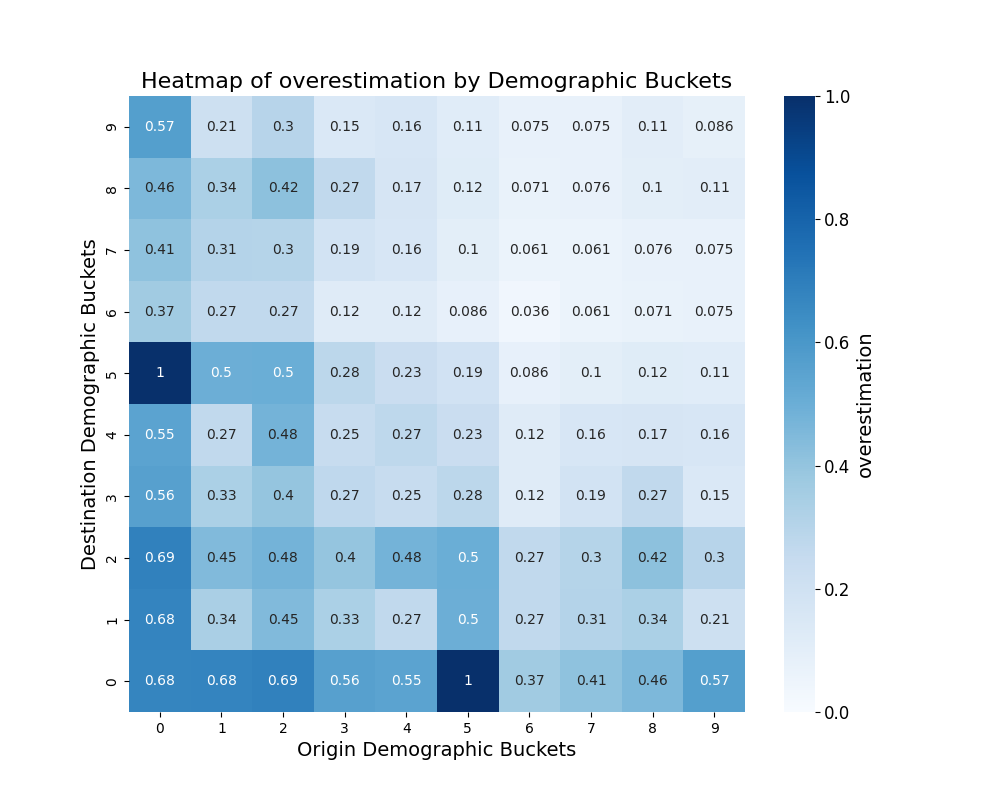 Heatmap of overestimation by Demographic Buckets
9 0.57 0.21 0.3 0.15 0.16 0.11 0.075 0.075 0.11 0.086
8 0.46 0.34 0.42 0.27 0.17 0.12 0.071 0.076 0.1 0.11
7 0.41 0.31 0.3 0.19 0.16 0.1 0.061 0.061 0.076 0.075
6 0.37 0.27 0.27 0.12 0.12 0.086 0.036 0.061 0.071 0.075
5 1 0.5 0.5 0.28 0.23 0.19 0.086 0.1 0.12 0.11
4 0.55 0.27 0.48 0.25 0.27 0.23 0.12 0.16 0.17 0.16
3 0.56 0.33 0.4 0.27 0.25 0.28 0.12 0.19 0.27 0.15
2 0.69 0.45 0.48 0.4 0.48 0.5 0.27 0.3 0.42 0.3
1 0.68 0.34 0.45 0.33 0.27 0.5 0.27 0.31 0.34 0.21
0 0.68 0.68 0.69 0.56 0.55 1 0.37 0.41 0.46 0.57
0 1 2 3 4 5 6 7 8 9
Origin Demographic Buckets
Destination Demographic Buckets
1.0
0.8
0.6
0.4
0.2
0.0
overestimation